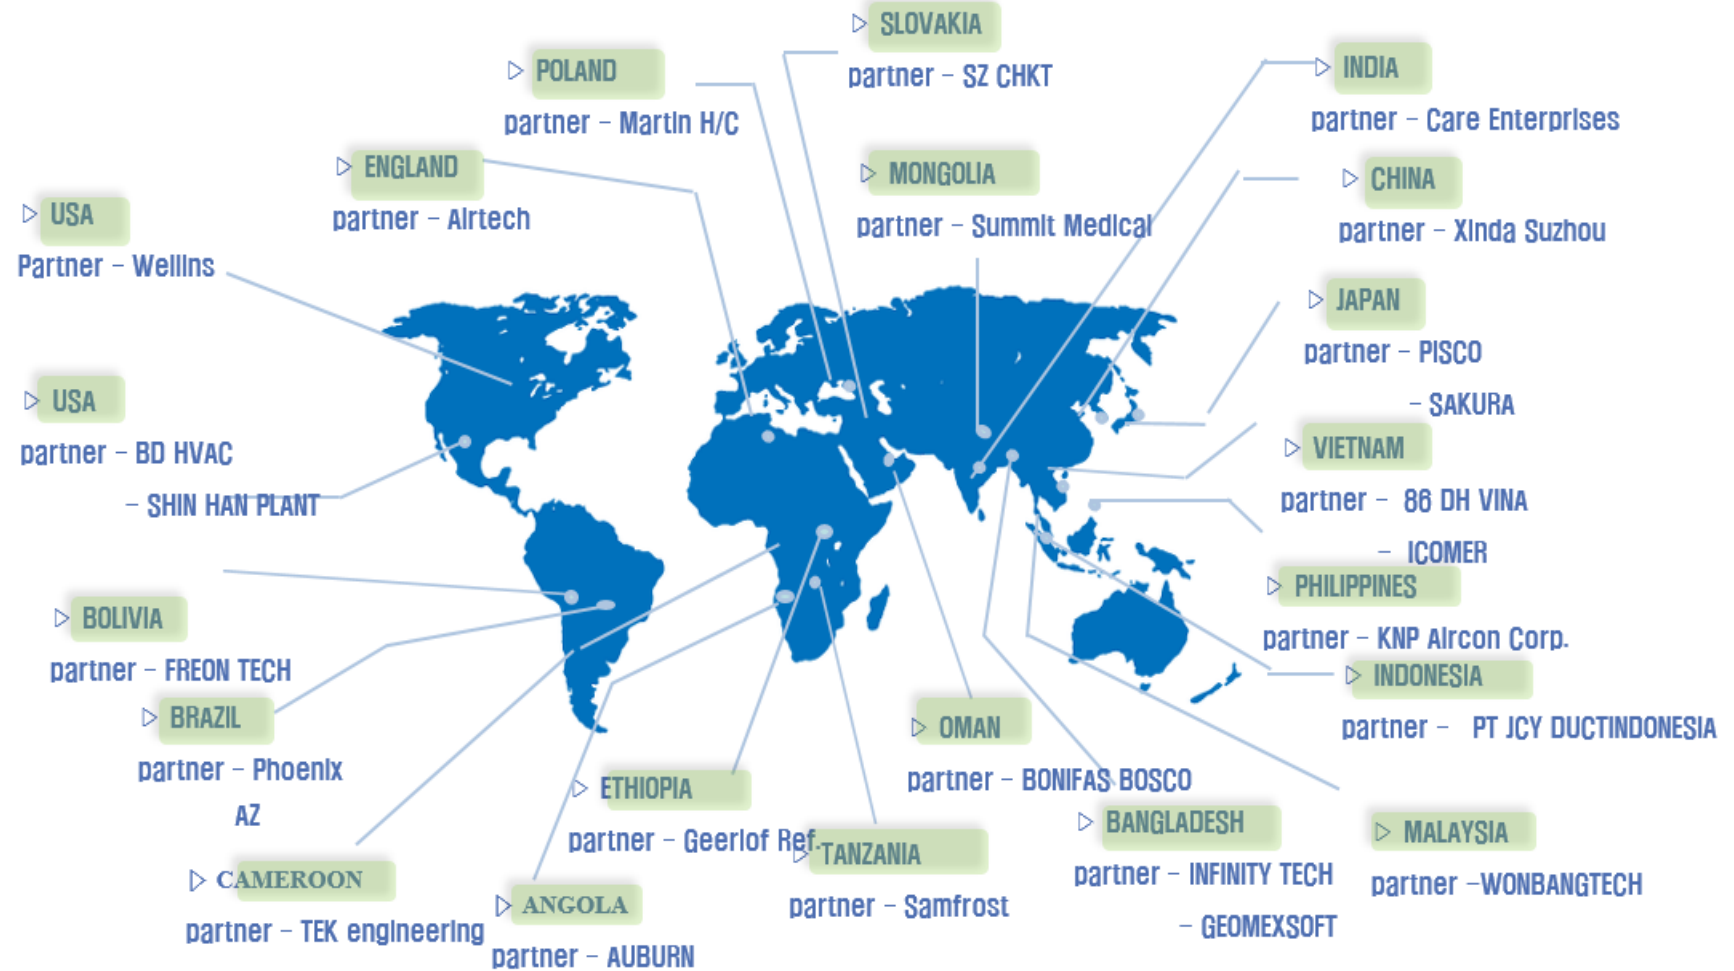 ▷ SLOVAKIA
partner - SZ CHKT
▷ POLAND
partner - Martin H/C
▷ INDIA
partner - Care Enterprises
▷ ENGLAND
partner - Airtech
▷ MONGOLIA
partner - Summit Medical
▷ CHINA
partner - Xinda Suzhou
▷ USA
Partner - Wellins
▷ JAPAN
partner - PISCO
- SAKURA
▷ USA
partner - BD HVAC
- SHIN HAN PLANT
▷ VIETNAM
partner - 86 DH VINA
- ICOMER
▷ PHILIPPINES
partner - KNP Aircon Corp.
▷ BOLIVIA
partner - FREON TECH
▷ INDONESIA
partner - PT JCY DUCTINDONESIA
▷ BRAZIL
partner - Phoenix
AZ
▷ OMAN
partner - BONIFAS BOSCO
▷ ETHIOPIA
partner - Geerlof Ref.
▷ TANZANIA
partner - Samfrost
▷ BANGLADESH
partner - INFINITY TECH
- GEOMEXSOFT
▷ MALAYSIA
partner -WONBANGTECH
▷ CAMEROON
partner - TEK engineering
▷ ANGOLA
partner - AUBURN